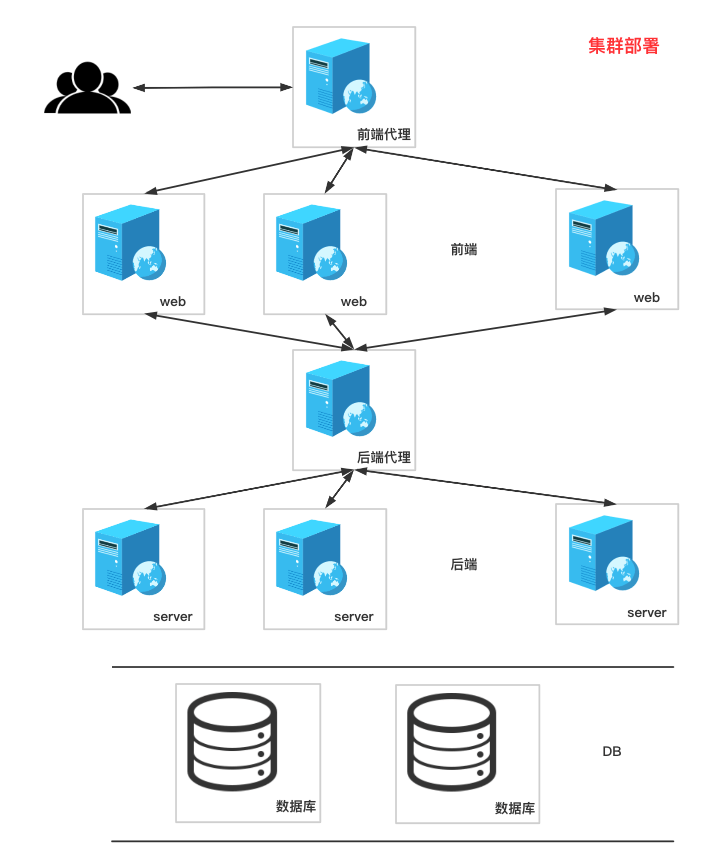 集群部署
前端代理
web
web
前端
web
后端代理
server
server
后端
server
数据库
数据库
DB